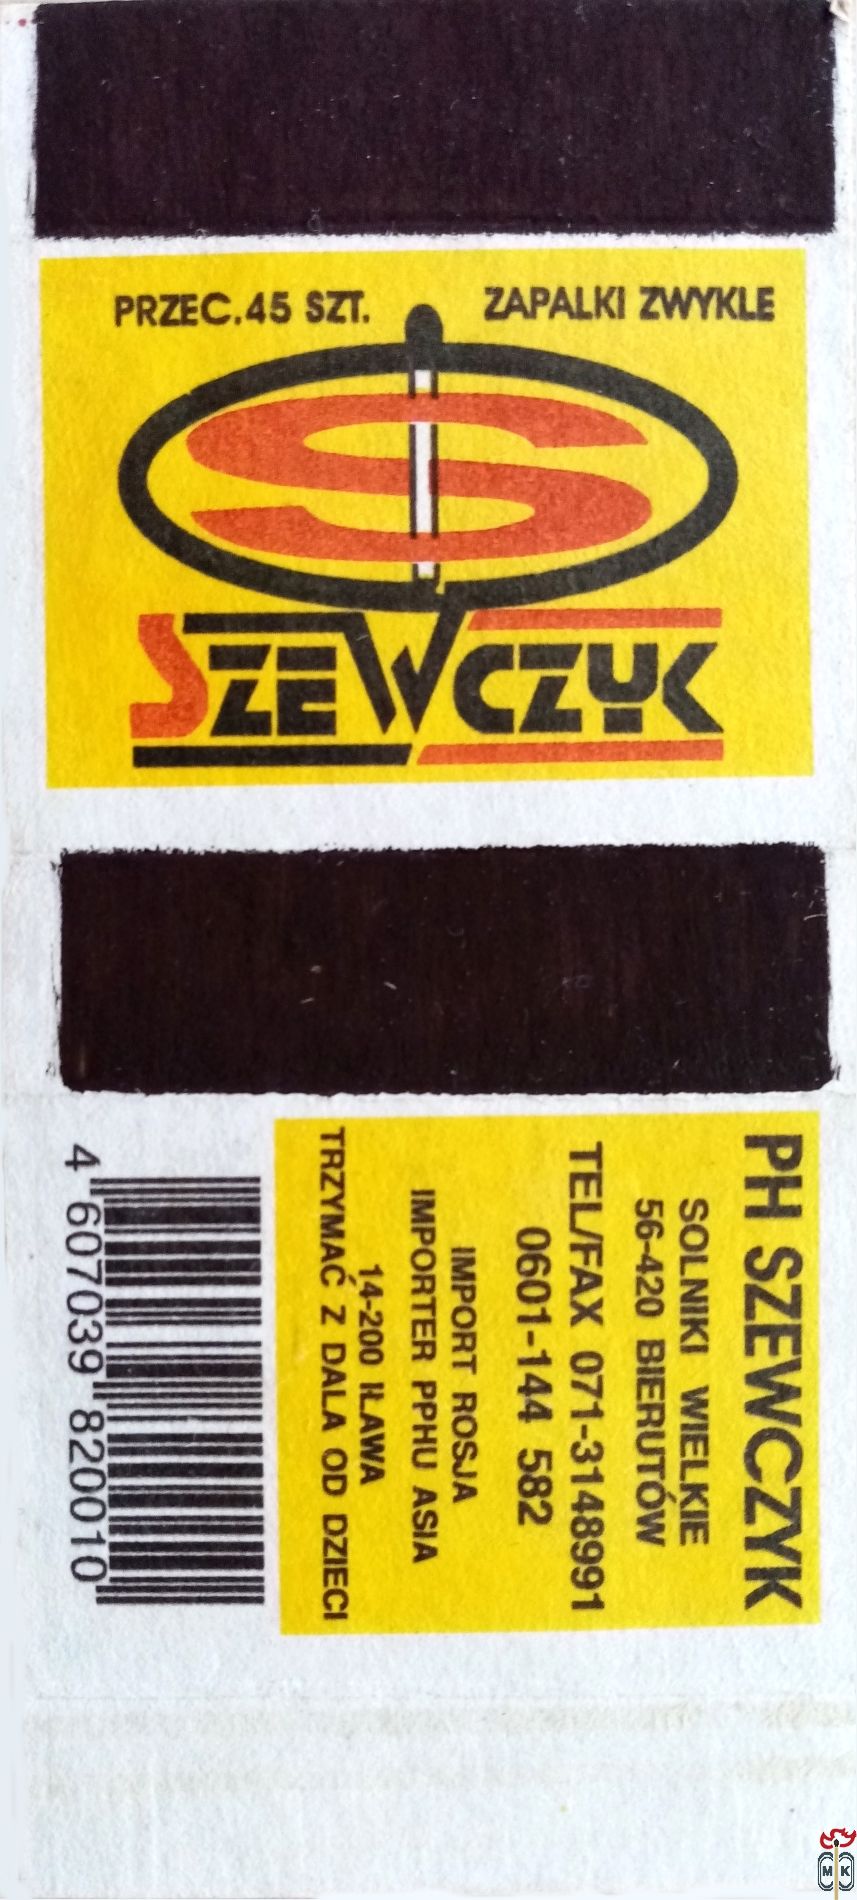 PRZEC.45 SZT.
ZAPALKI ZWYKLE
S
SZEWCZYK
PH SZEWCZYK
SOLNIKI WIELKIE
56-420 BIERUTÓW
TEL/FAX 071-3148991
0601-144 582
IMPORT ROSJA
IMPORTER PPHU ASIA
14-200 IŁAWA
TRZYMAĆ Z DALA OD DZIECI
4 607039 820010
M K